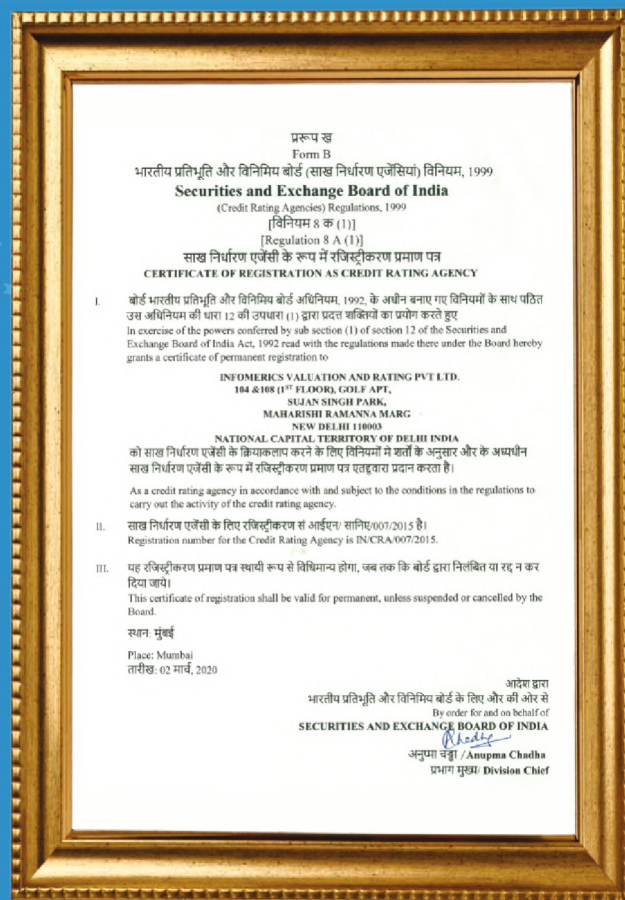 प्ररूप ख
Form B
भारतीय प्रतिभूति और विनिमिय बोर्ड (साख निर्धारण एजेंसियां) विनियम, 1999
Securities and Exchange Board of India
(Credit Rating Agencies) Regulations, 1999
[विनियम 8 क (1)]
[Regulation 8 A (1)]
साख निर्धारण एजेंसी के रूप में रजिस्ट्रीकरण प्रमाण पत्र
CERTIFICATE OF REGISTRATION AS CREDIT RATING AGENCY
I. बोर्ड भारतीय प्रतिभूति और विनिमिय बोर्ड अधिनियम, 1992, के अधीन बनाए गए विनियमों के साथ पठित
उस अधिनियम की धारा 12 की उपधारा (1) द्वारा प्रदत्त शक्तियों का प्रयोग करते हुए
In exercise of the powers conferred by sub section (1) of section 12 of the Securities and
Exchange Board of India Act, 1992 read with the regulations made there under the Board hereby
grants a certificate of permanent registration to
INFOMERICS VALUATION AND RATING PVT LTD.
104 &108 (1ST FLOOR), GOLF APT,
SUJAN SINGH PARK,
MAHARISHI RAMANNA MARG
NEW DELHI 110003
NATIONAL CAPITAL TERRITORY OF DELHI INDIA
को साख निर्धारण एजेंसी के क्रियाकलाप करने के लिए विनियमों मे शर्तों के अनुसार और के अध्यधीन
साख निर्धारण एजेंसी के रूप में रजिस्ट्रीकरण प्रमाण पत्र एतद्द्वारा प्रदान करता है।
As a credit rating agency in accordance with and subject to the conditions in the regulations to
carry out the activity of the credit rating agency.
II. साख निर्धारण एजेंसी के लिए रजिस्ट्रीकरण सं आईएन/ सानिए/007/2015 है।
Registration number for the Credit Rating Agency is IN/CRA/007/2015.
III. यह रजिस्ट्रीकरण प्रमाण पत्र स्थायी रूप से विधिमान्य होगा, जब तक कि बोर्ड द्वारा निलंबित या रद्द न कर
दिया जाये।
This certificate of registration shall be valid for permanent, unless suspended or cancelled by the
Board.
स्थान: मुंबई
Place: Mumbai
तारीख: 02 मार्च, 2020
आदेश द्वारा
भारतीय प्रतिभूति और विनिमिय बोर्ड के लिए और की ओर से
By order for and on behalf of
SECURITIES AND EXCHANGE BOARD OF INDIA
अनुपमा चड्ढा /Anupma Chadha
प्रभाग मुख्य/ Division Chief